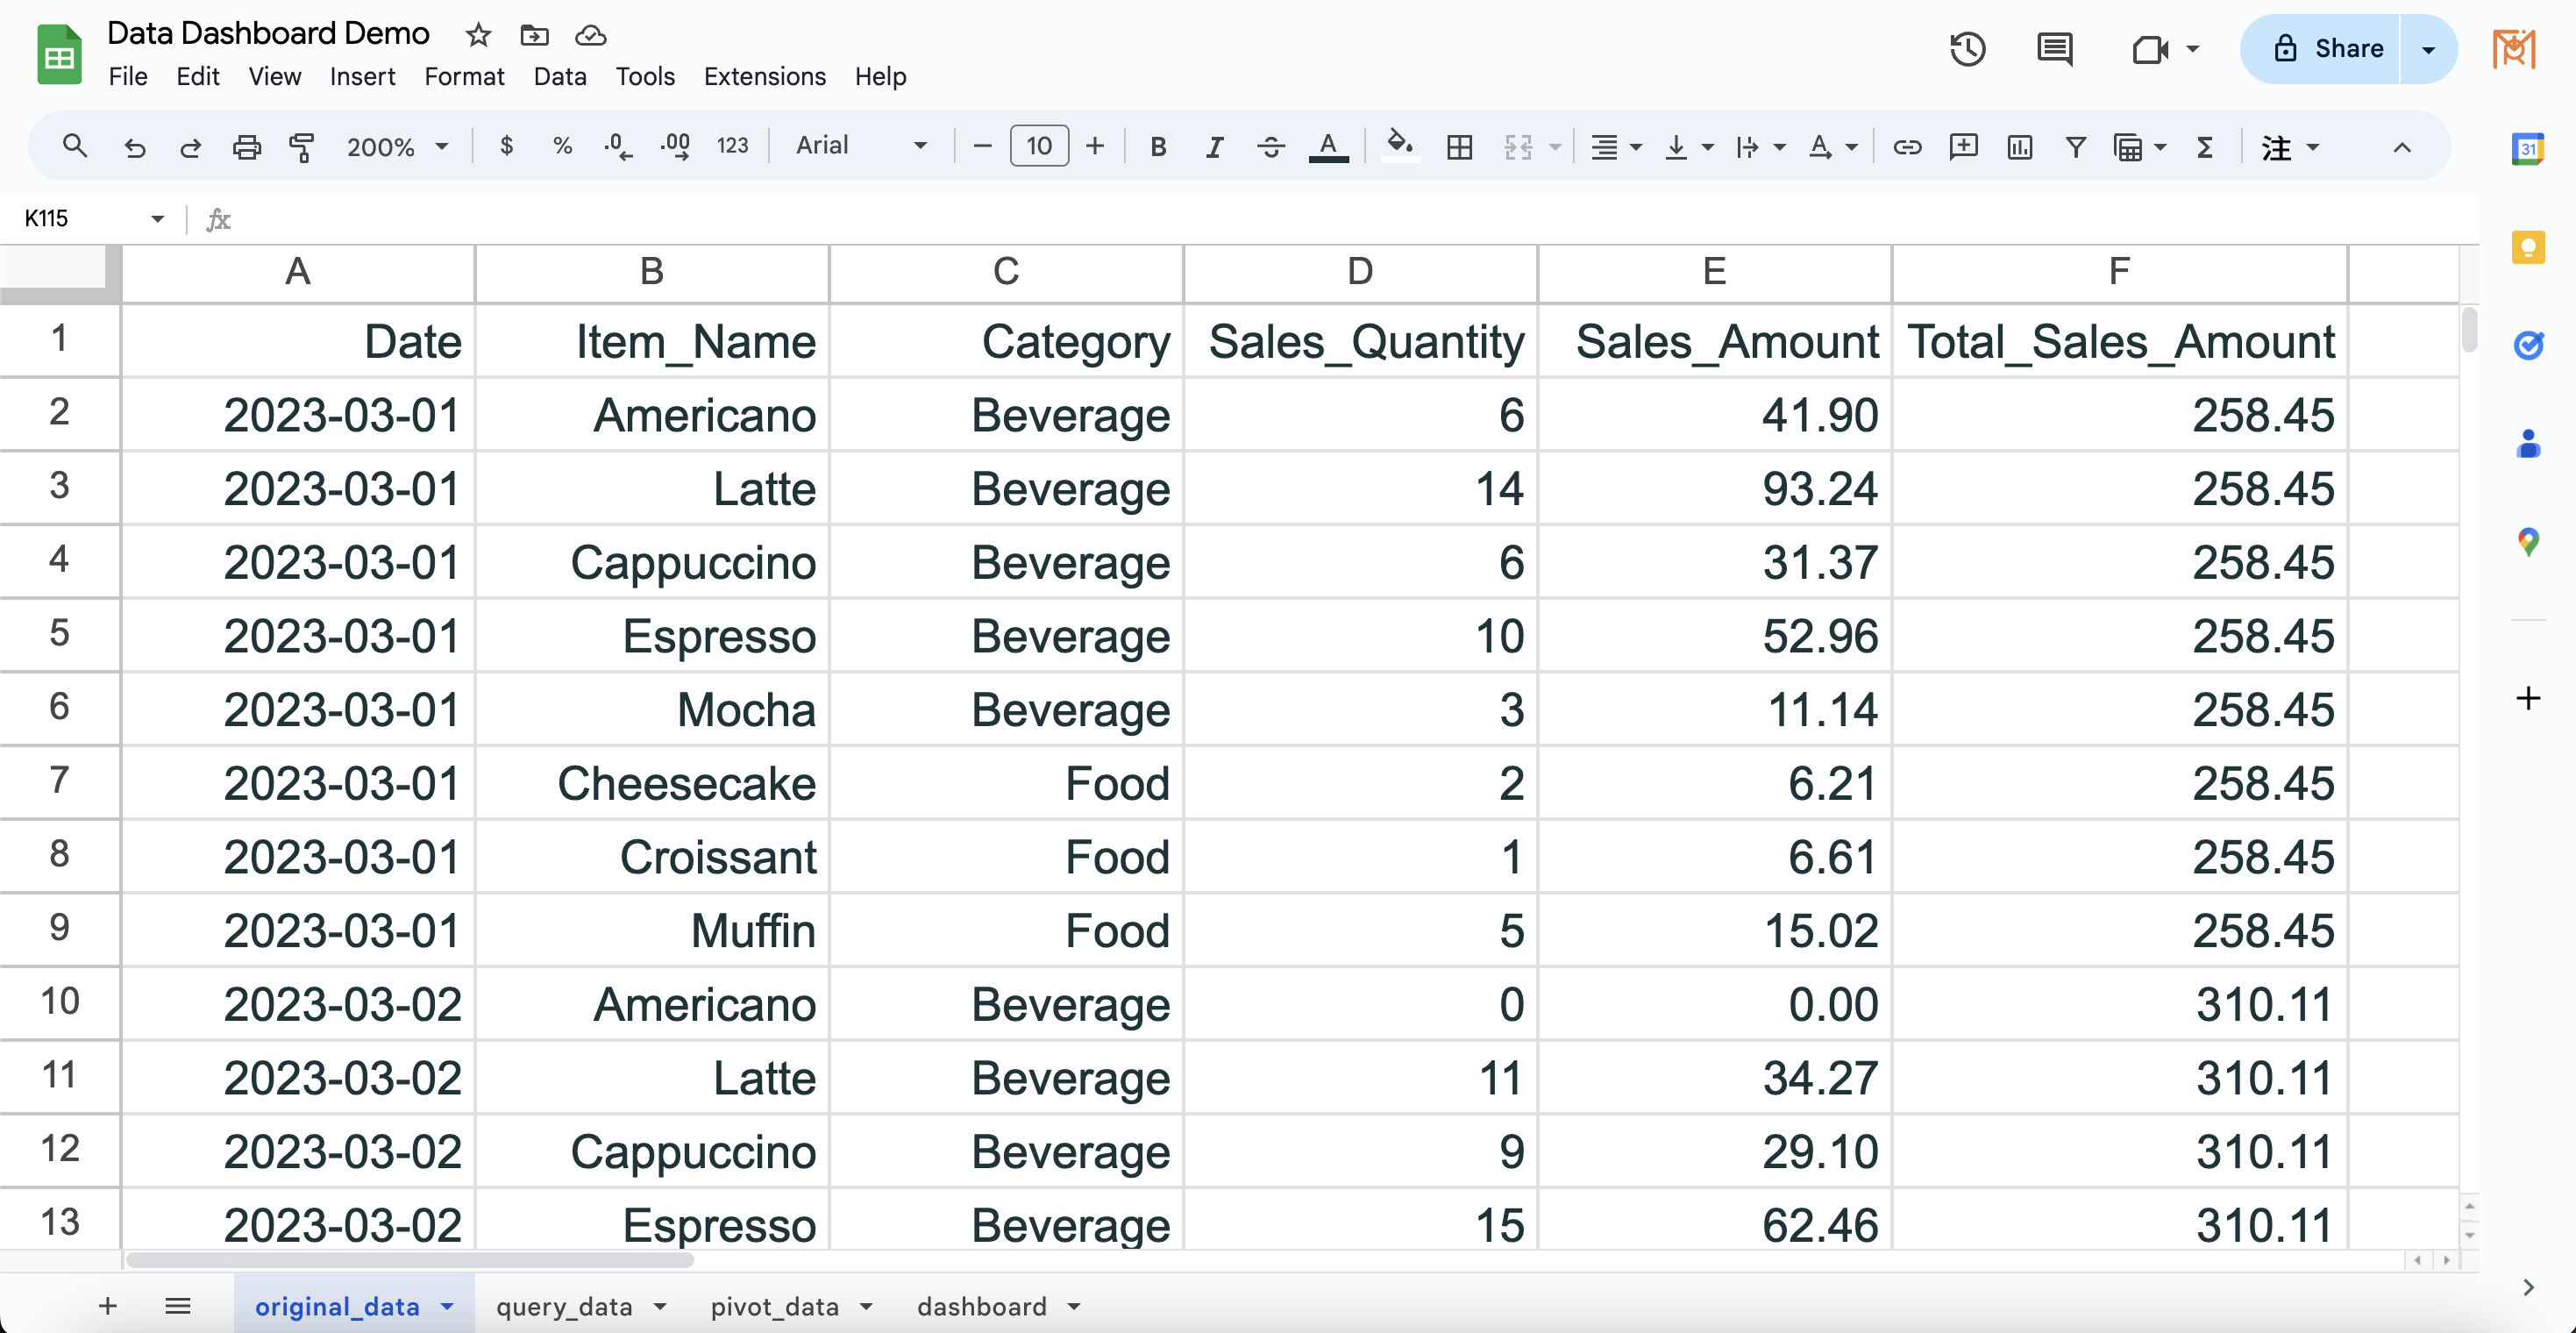 Data Dashboard Demo
File Edit View Insert Format Data Tools Extensions Help
Share
200% $ % .0 .00 123 Arial 10 B I A A 注
31
K115 fx
A B C D E F
1 Date Item_Name Category Sales_Quantity Sales_Amount Total_Sales_Amount
2 2023-03-01 Americano Beverage 6 41.90 258.45
3 2023-03-01 Latte Beverage 14 93.24 258.45
4 2023-03-01 Cappuccino Beverage 6 31.37 258.45
5 2023-03-01 Espresso Beverage 10 52.96 258.45
6 2023-03-01 Mocha Beverage 3 11.14 258.45
7 2023-03-01 Cheesecake Food 2 6.21 258.45
8 2023-03-01 Croissant Food 1 6.61 258.45
9 2023-03-01 Muffin Food 5 15.02 258.45
10 2023-03-02 Americano Beverage 0 0.00 310.11
11 2023-03-02 Latte Beverage 11 34.27 310.11
12 2023-03-02 Cappuccino Beverage 9 29.10 310.11
13 2023-03-02 Espresso Beverage 15 62.46 310.11
original_data query_data pivot_data dashboard